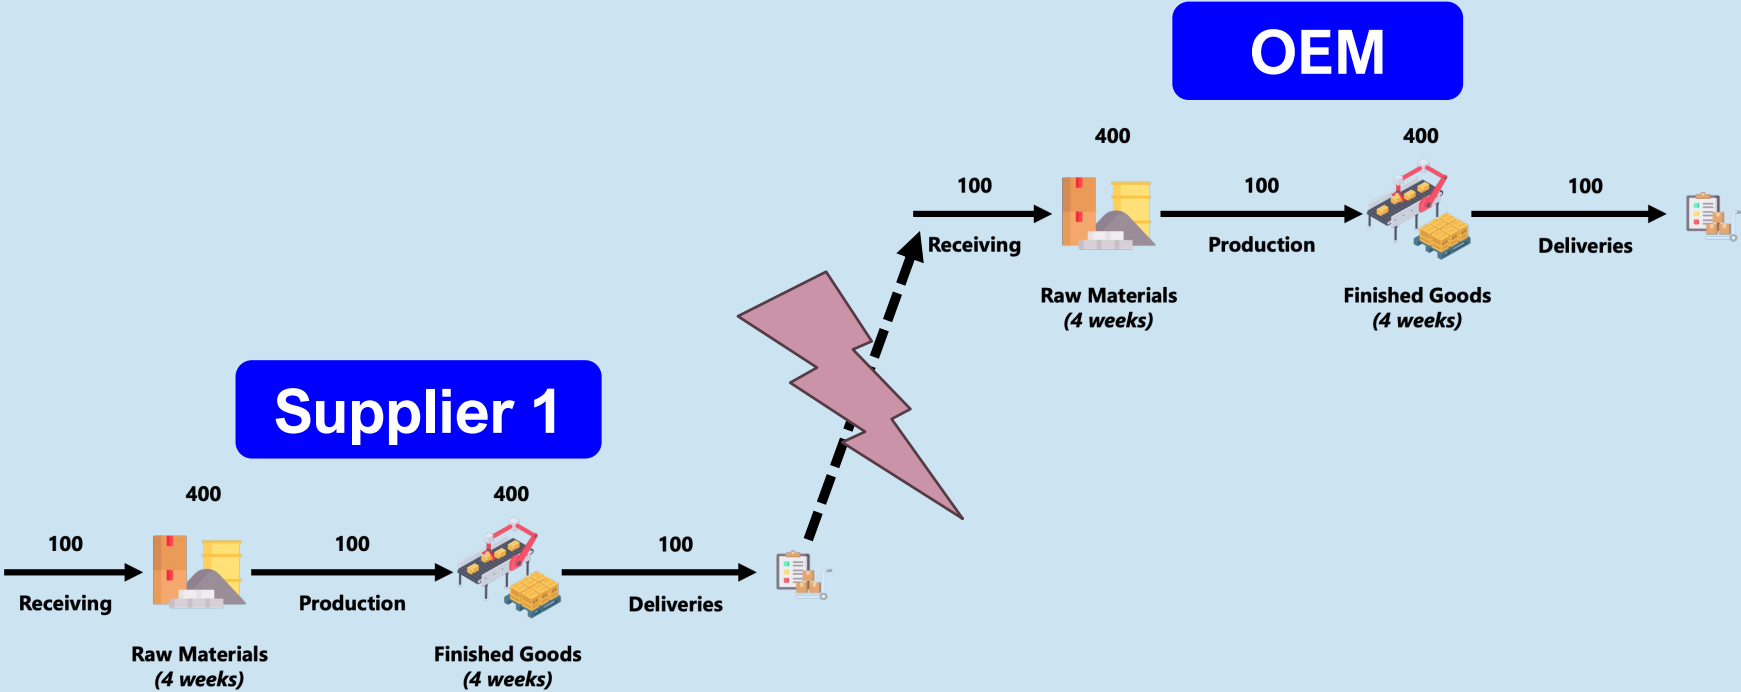 OEM
400
400
100
100
100
Receiving
Production
Deliveries
Raw Materials
(4 weeks)
Finished Goods
(4 weeks)
Supplier 1
400
400
100
100
100
Receiving
Production
Deliveries
Raw Materials
(4 weeks)
Finished Goods
(4 weeks)